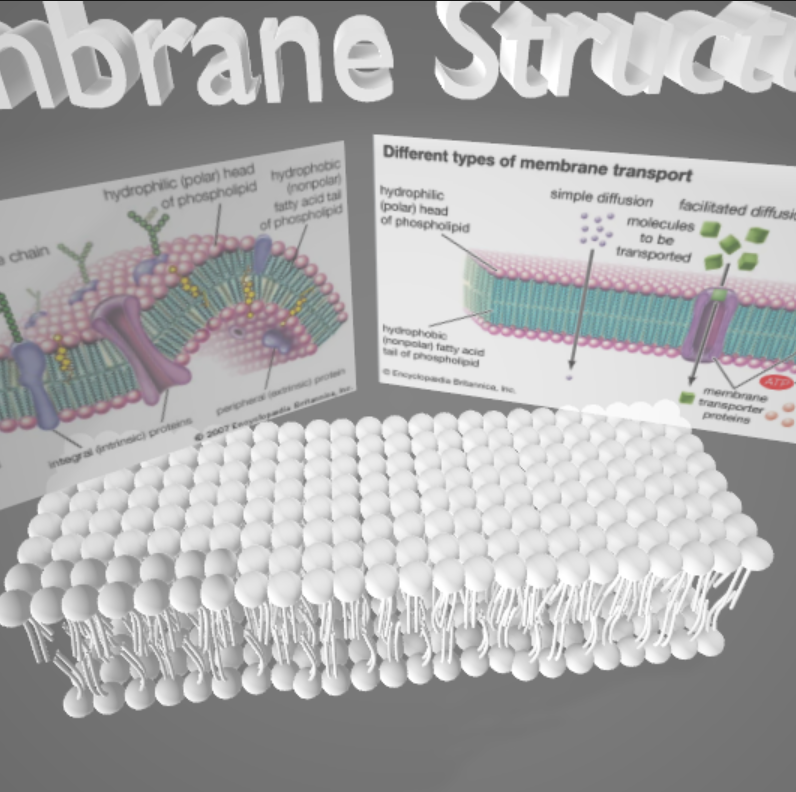 mbrane Struct
hydrophilic (polar) head
of phospholipid
hydrophobic
(nonpolar)
fatty acid tail
of phospholipid
chain
integral (intrinsic) proteins
peripheral (extrinsic) protein
© 2007 Encyclopædia Britannica, Inc.
Different types of membrane transport
hydrophilic
(polar) head
of phospholipid
simple diffusion
facilitated diffusio
molecules
to be
transported
hydrophobic
(nonpolar) fatty acid
tail of phospholipid
© Encyclopædia Britannica, Inc.
ATP
membrane
transporter
proteins